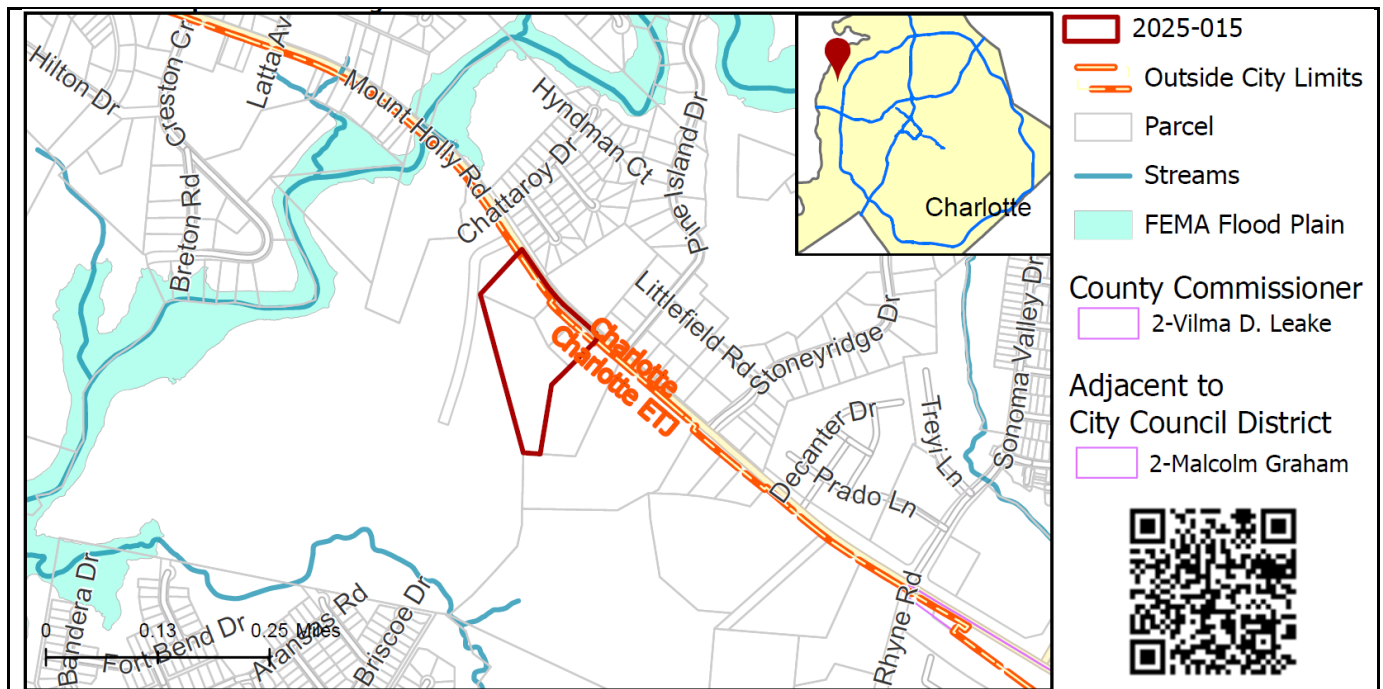 Hilton Dr
Creston Cr
Latta Av
Mount Holly Rd
Hyndman Ct
Chattaroy Dr
Pine Island Dr
Breton Rd
Littlefield Rd
Stoneyridge Dr
Sonoma Valley Dr
Charlotte
Charlotte ETJ
Decanter Dr
Treyi Ln
Prado Ln
Rhyne Rd
Bandera Dr
Fort Bend Dr
Aransas Rd
Briscoe Dr
0 0.13 0.25 Miles
Charlotte
2025-015
Outside City Limits
Parcel
Streams
FEMA Flood Plain
County Commissioner
2-Vilma D. Leake
Adjacent to
City Council District
2-Malcolm Graham